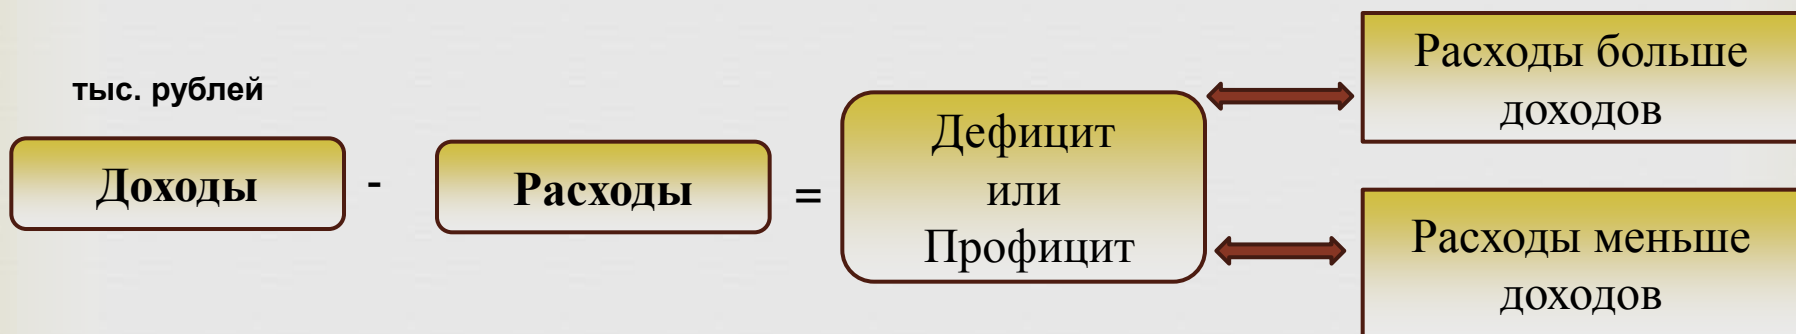 тыс. рублей
Доходы
-
Расходы
=
Дефицит
или
Профицит
Расходы больше
доходов
Расходы меньше
доходов